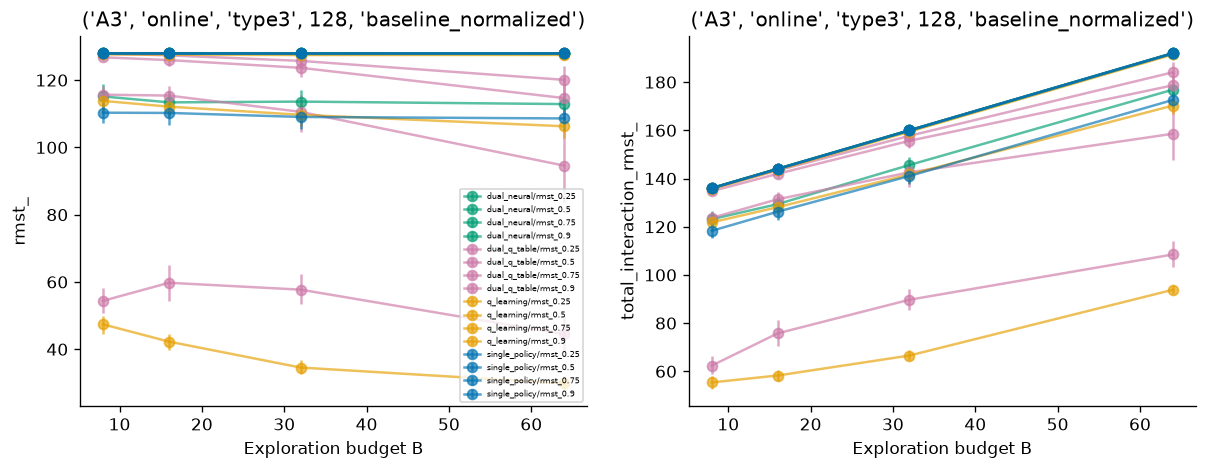 ('A3', 'online', 'type3', 128, 'baseline_normalized')
rmst_
120
100
80
60
40
10
20
30
40
50
60
Exploration budget B
dual_neural/rmst_0.25
dual_neural/rmst_0.5
dual_neural/rmst_0.75
dual_neural/rmst_0.9
dual_q_table/rmst_0.25
dual_q_table/rmst_0.5
dual_q_table/rmst_0.75
dual_q_table/rmst_0.9
q_learning/rmst_0.25
q_learning/rmst_0.5
q_learning/rmst_0.75
q_learning/rmst_0.9
single_policy/rmst_0.25
single_policy/rmst_0.5
single_policy/rmst_0.75
single_policy/rmst_0.9
('A3', 'online', 'type3', 128, 'baseline_normalized')
total_interaction_rmst_
180
160
140
120
100
80
60
10
20
30
40
50
60
Exploration budget B